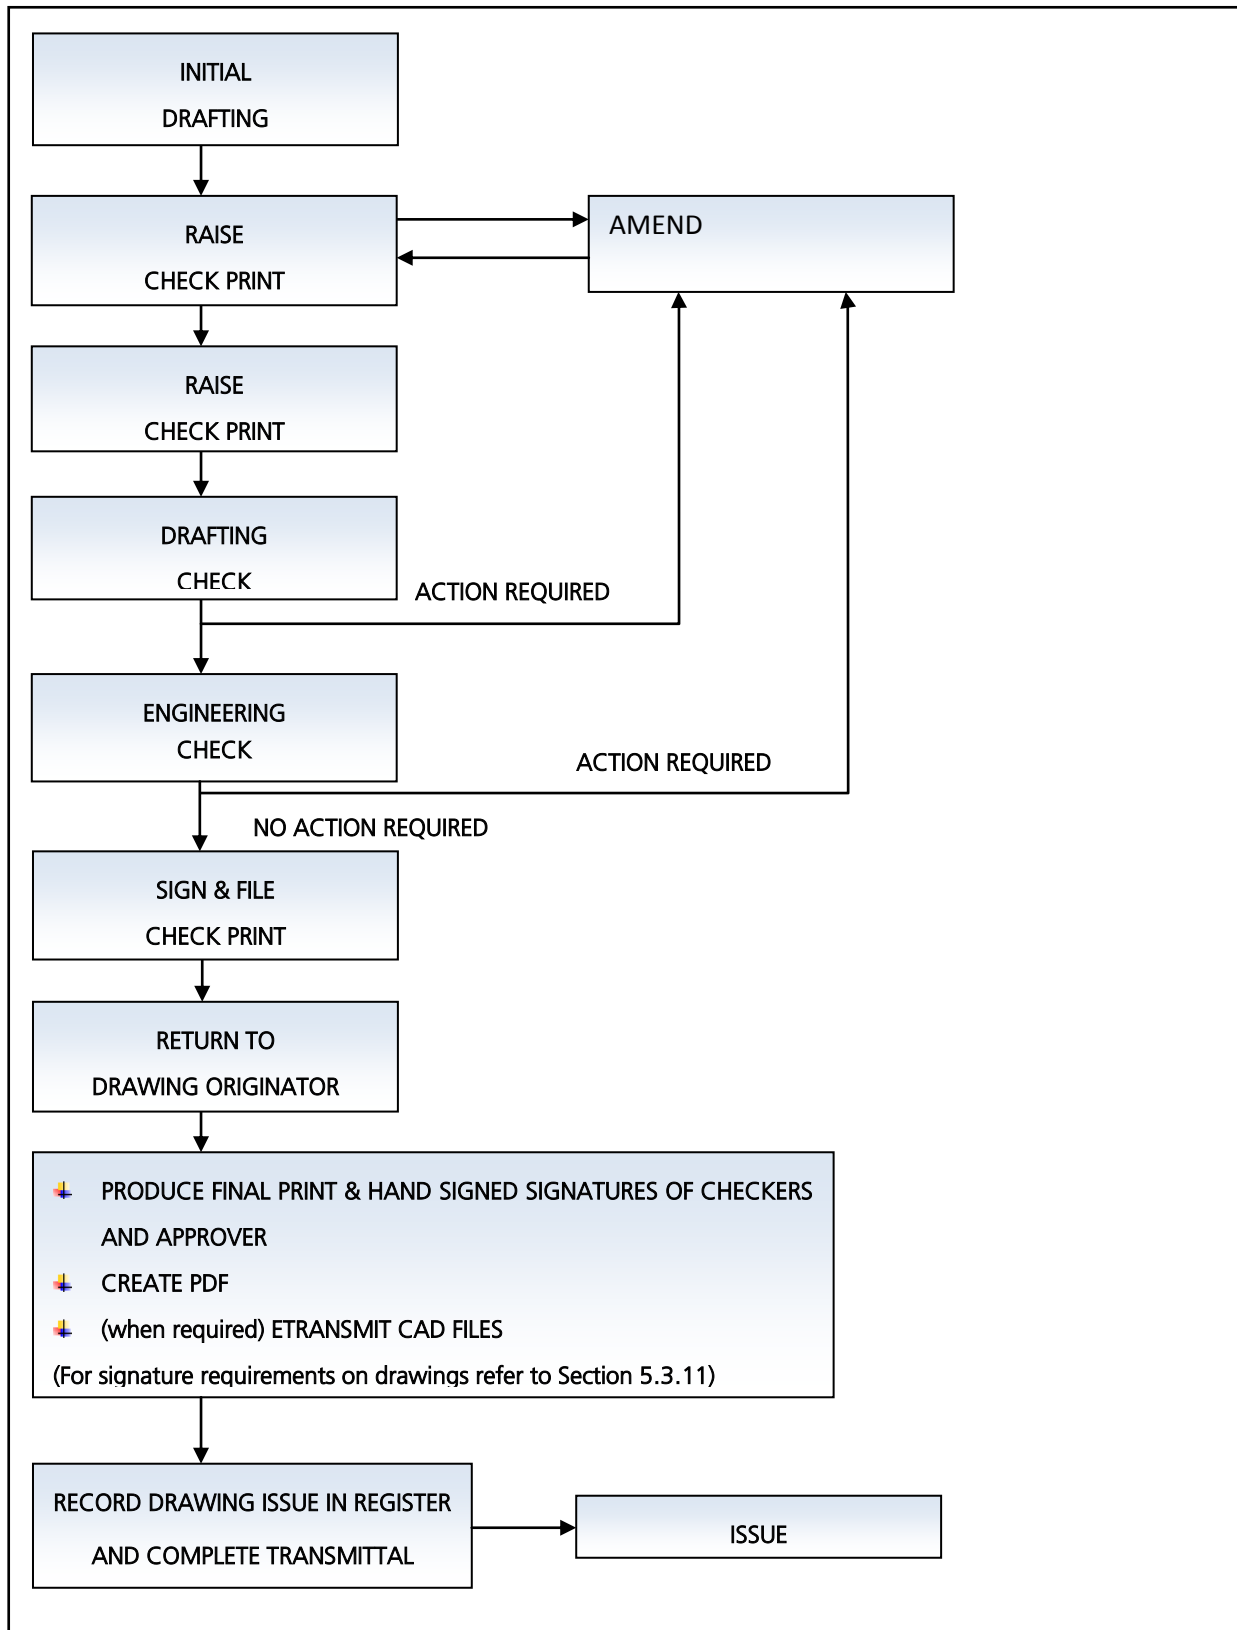 INITIAL
DRAFTING
RAISE
CHECK PRINT
AMEND
RAISE
CHECK PRINT
DRAFTING
CHECK
ACTION REQUIRED
ENGINEERING
CHECK
ACTION REQUIRED
NO ACTION REQUIRED
SIGN & FILE
CHECK PRINT
RETURN TO
DRAWING ORIGINATOR
PRODUCE FINAL PRINT & HAND SIGNED SIGNATURES OF CHECKERS
AND APPROVER
CREATE PDF
(when required) ETRANSMIT CAD FILES
(For signature requirements on drawings refer to Section 5.3.11)
RECORD DRAWING ISSUE IN REGISTER
AND COMPLETE TRANSMITTAL
ISSUE